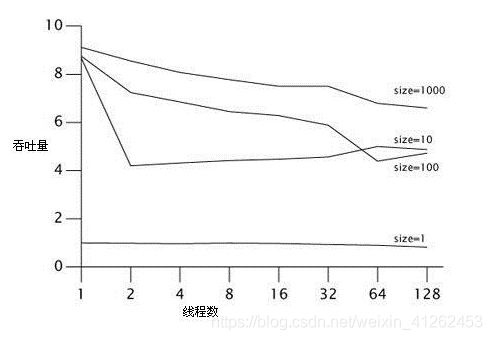 10
8
size=1000
6
吞吐量
size=10
size=100
4
2
size=1
0
1 2 4 8 16 32 64 128
线程数
https://blog.csdn.net/weixin_41262453